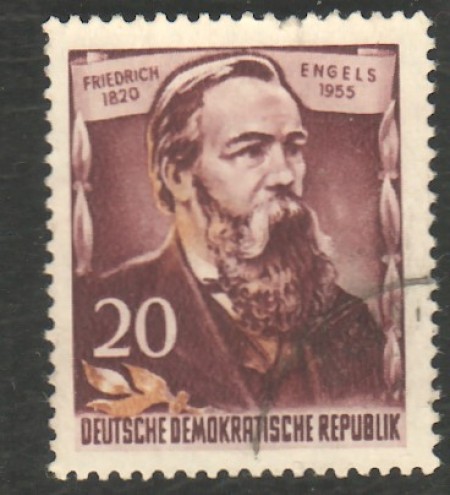 FRIEDRICH ENGELS
1820 1955
20
DEUTSCHE DEMOKRATISCHE REPUBLIK